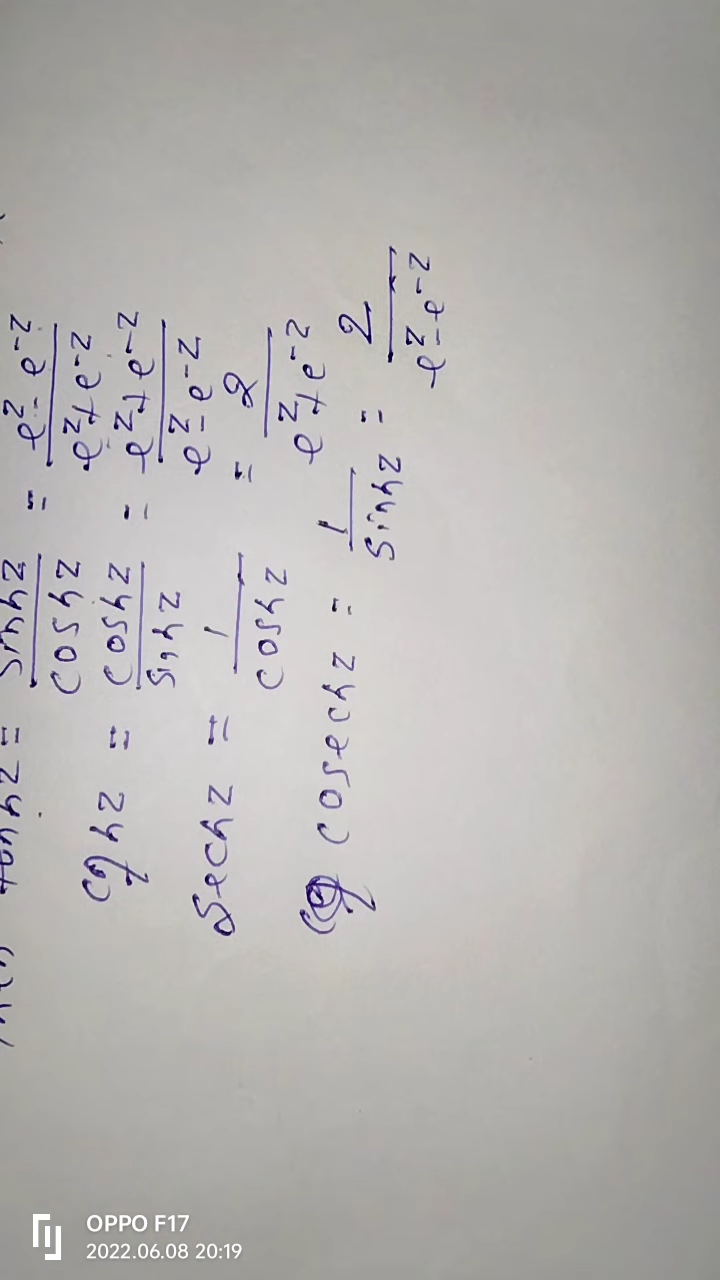 tanhz = sinhz / coshz = e^z - e^-z / e^z + e^-z
cothz = coshz / sinhz = e^z + e^-z / e^z - e^-z
sechz = 1 / coshz = 2 / e^z + e^-z
cosechz = 1 / sinhz = 2 / e^z - e^-z
OPPO F17
2022.06.08 20:19